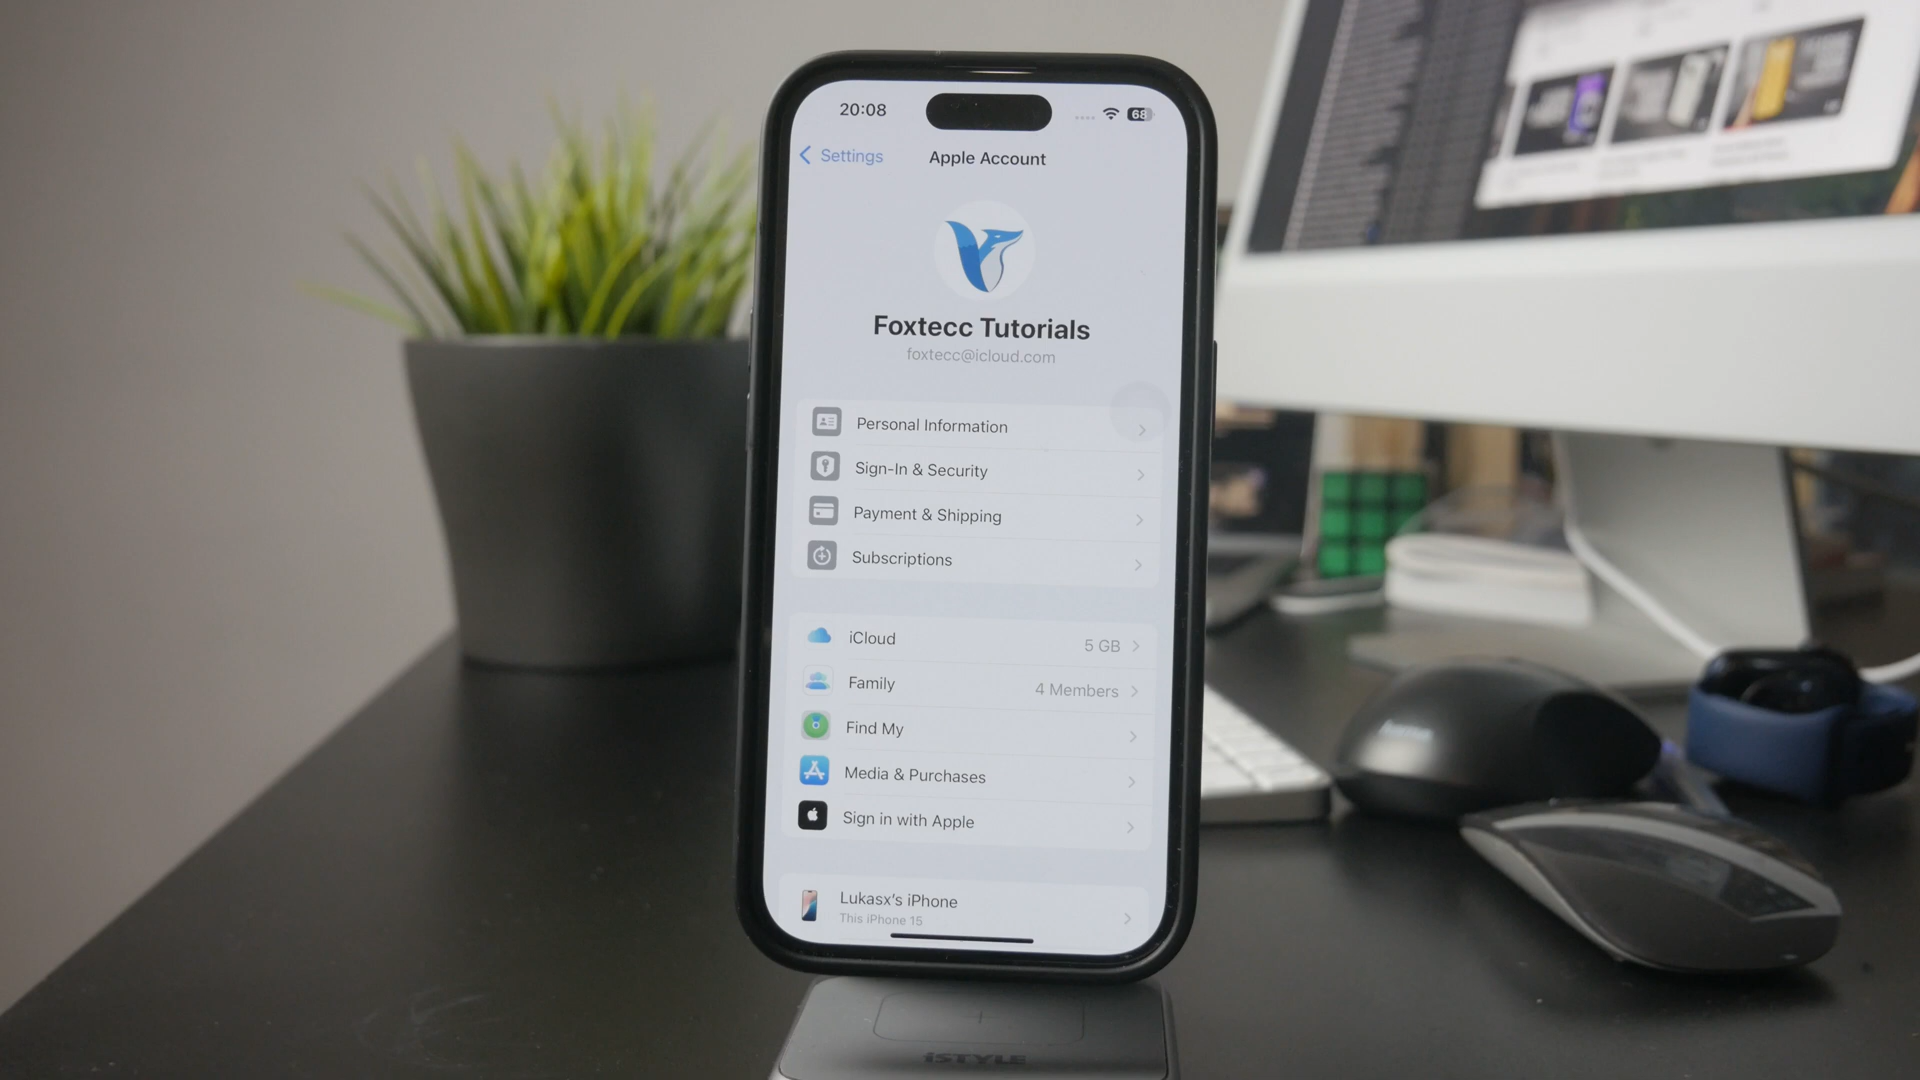 20:08
68
Settings
Apple Account
Foxtecc Tutorials
foxtecc@icloud.com
Personal Information
Sign-In & Security
Payment & Shipping
Subscriptions
iCloud
5 GB
Family
4 Members
Find My
Media & Purchases
Sign in with Apple
Lukasx's iPhone
This iPhone 15
iSTYLE